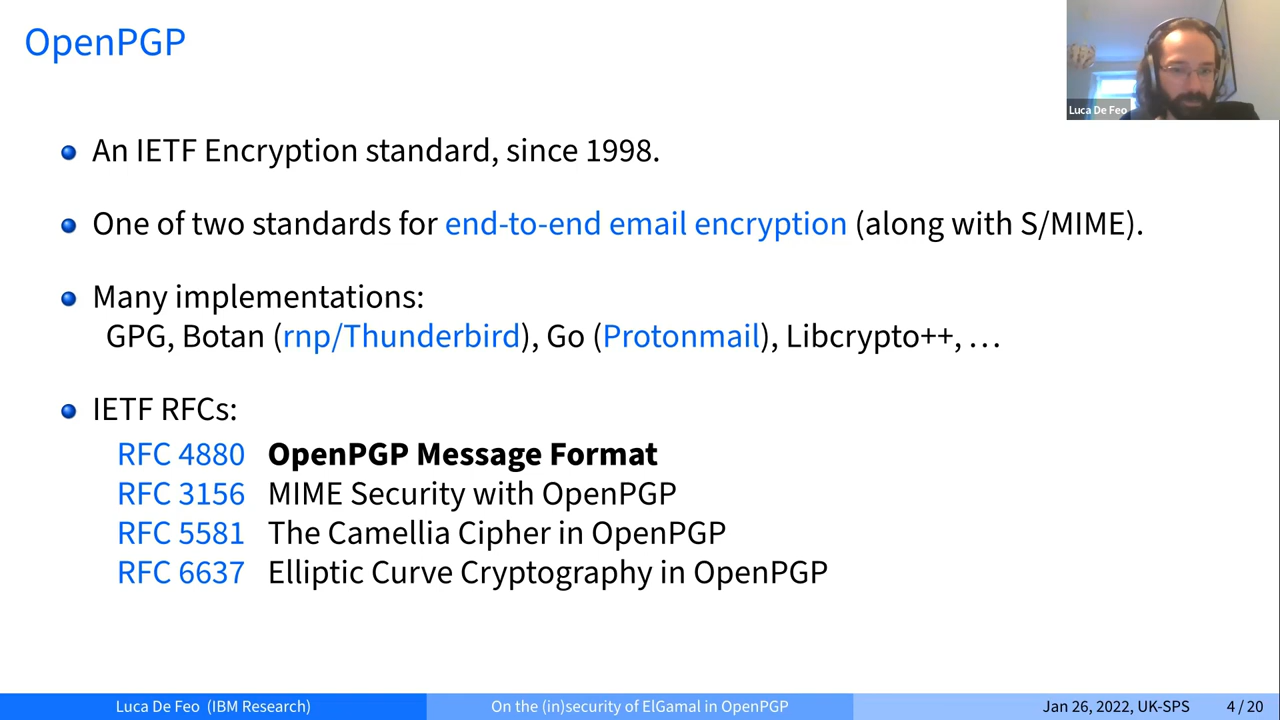 OpenPGP
Luca De Feo
An IETF Encryption standard, since 1998.
One of two standards for end-to-end email encryption (along with S/MIME).
Many implementations:
GPG, Botan (rnp/Thunderbird), Go (Protonmail), Libcrypto++, …
IETF RFCs:
RFC 4880 OpenPGP Message Format
RFC 3156 MIME Security with OpenPGP
RFC 5581 The Camellia Cipher in OpenPGP
RFC 6637 Elliptic Curve Cryptography in OpenPGP
Luca De Feo (IBM Research) On the (in)security of ElGamal in OpenPGP Jan 26, 2022, UK-SPS 4 / 20